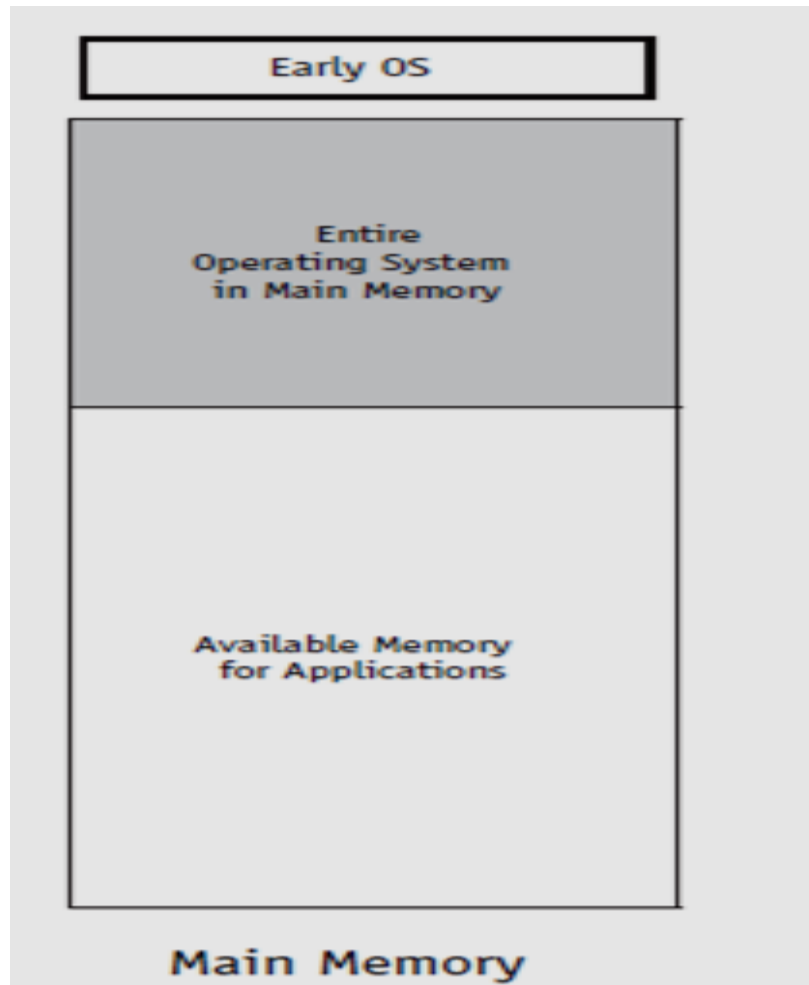 Early OS
Entire
Operating System
in Main Memory
Available Memory
for Applications
Main Memory